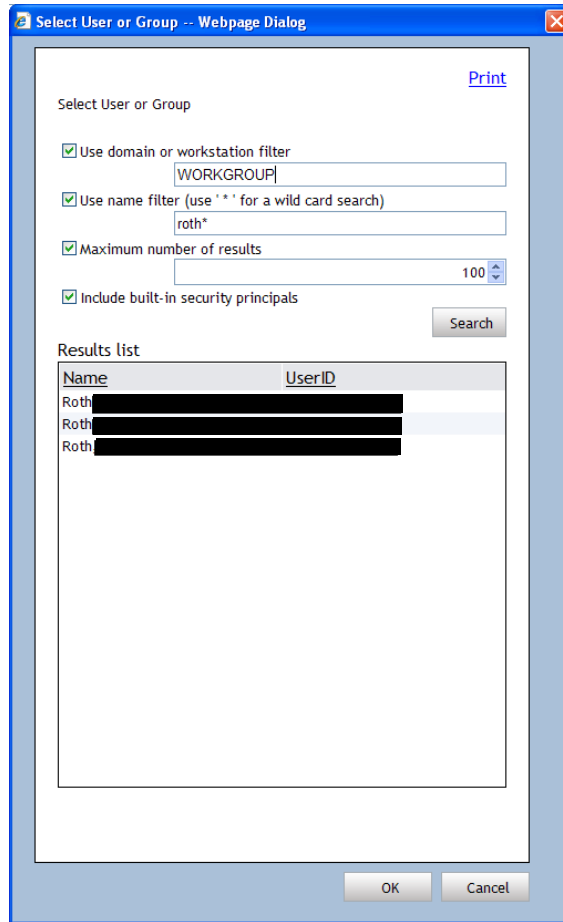 Select User or Group -- Webpage Dialog
Print
Select User or Group
Use domain or workstation filter
WORKGROUP
Use name filter (use ' * ' for a wild card search)
roth*
Maximum number of results
100
Include built-in security principals
Search
Results list
Name UserID
Roth
Roth
Roth
OK Cancel